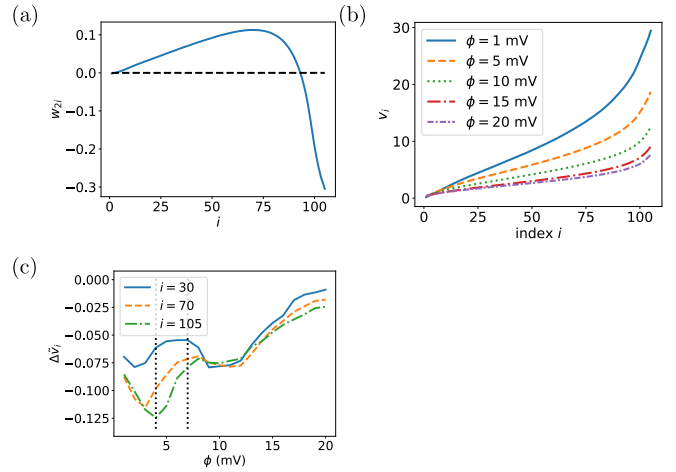 (a)
0.1
0.0
−0.1
−0.2
−0.3
w₂ᵢ
0
25
50
75
100
i
(b)
30
20
10
0
vᵢ
ϕ = 1 mV
ϕ = 5 mV
ϕ = 10 mV
ϕ = 15 mV
ϕ = 20 mV
0
25
50
75
100
index i
(c)
0.000
−0.025
−0.050
−0.075
−0.100
−0.125
Δṽᵢ
i = 30
i = 70
i = 105
5
10
15
20
ϕ (mV)